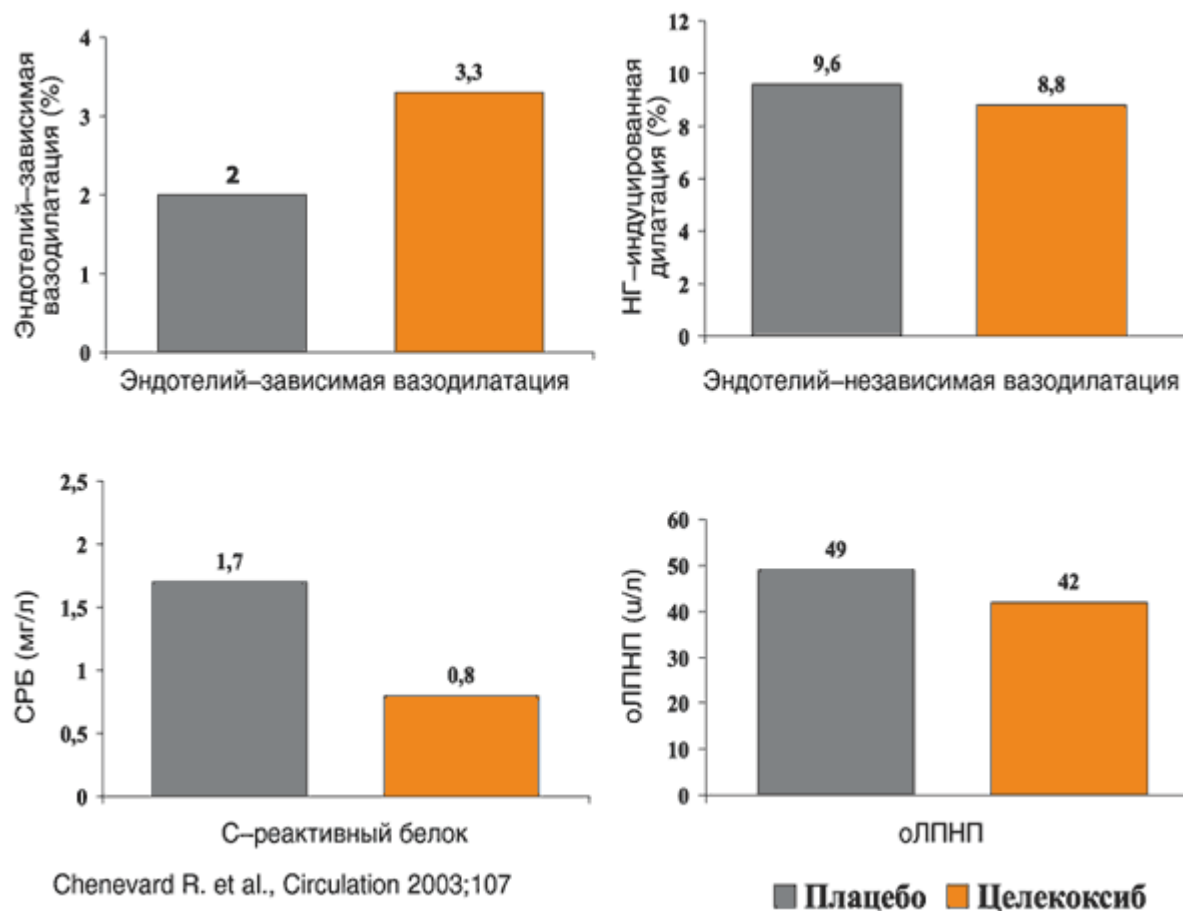 Эндотелий–зависимая
вазодилатация (%)
4
3
2
1
0
2
3,3
Эндотелий–зависимая вазодилатация
НГ–индуцированная
дилатация (%)
12
10
8
6
4
2
0
9,6
8,8
Эндотелий–независимая вазодилатация
СРБ (мг/л)
2,5
2
1,5
1
0,5
0
1,7
0,8
С–реактивный белок
оЛПНП (u/л)
60
50
40
30
20
10
0
49
42
оЛПНП
Chenevard R. et al., Circulation 2003;107
Плацебо Целекоксиб